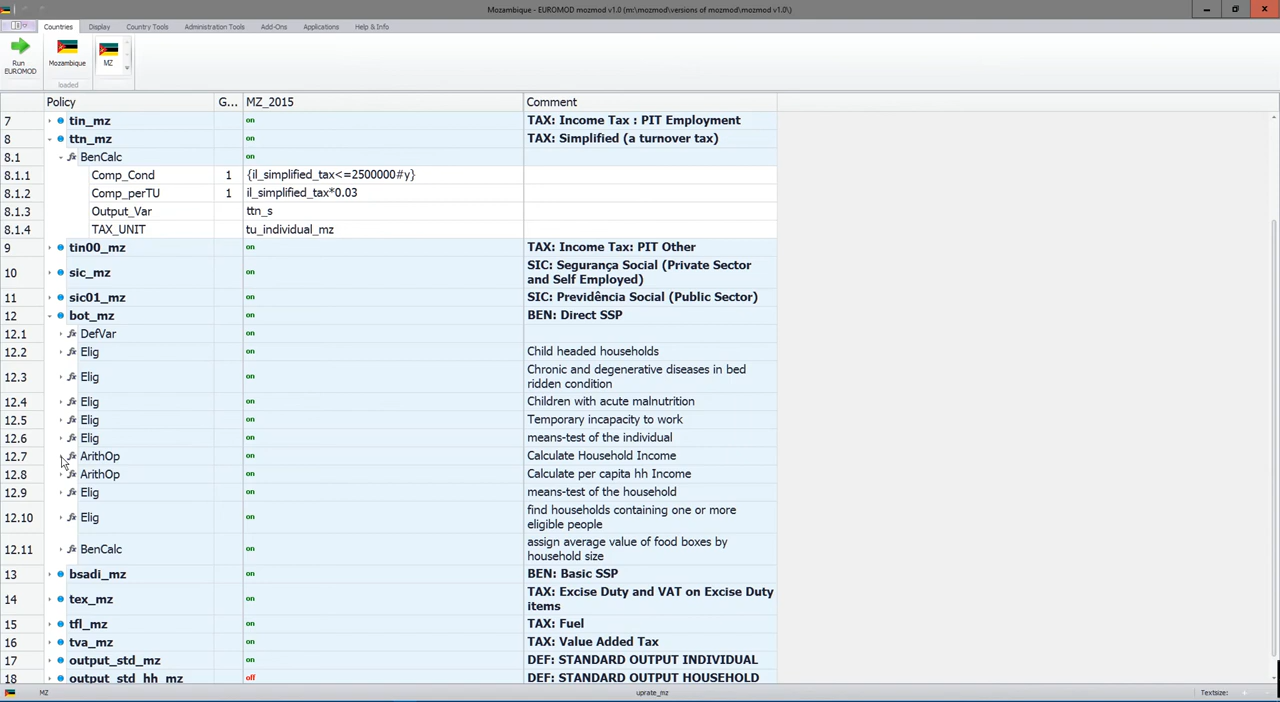 Mozambique - EUROMOD mozmod v1.0 (m:\mozmod\versions of mozmod\mozmod v1.0\)
Countries Display Country Tools Administration Tools Add-Ons Applications Help & Info
Run EUROMOD
Mozambique
loaded
MZ
Policy G... MZ_2015 Comment
7 tin_mz on TAX: Income Tax : PIT Employment
8 ttn_mz on TAX: Simplified (a turnover tax)
8.1 fx BenCalc on
8.1.1 Comp_Cond 1 {il_simplified_tax<=2500000#y}
8.1.2 Comp_perTU 1 il_simplified_tax*0.03
8.1.3 Output_Var ttn_s
8.1.4 TAX_UNIT tu_individual_mz
9 tin00_mz on TAX: Income Tax: PIT Other
10 sic_mz on SIC: Segurança Social (Private Sector
and Self Employed)
11 sic01_mz on SIC: Previdência Social (Public Sector)
12 bot_mz on BEN: Direct SSP
12.1 fx DefVar on
12.2 fx Elig on Child headed households
12.3 fx Elig on Chronic and degenerative diseases in bed
ridden condition
12.4 fx Elig on Children with acute malnutrition
12.5 fx Elig on Temporary incapacity to work
12.6 fx Elig on means-test of the individual
12.7 fx ArithOp on Calculate Household Income
12.8 fx ArithOp on Calculate per capita hh Income
12.9 fx Elig on means-test of the household
12.10 fx Elig on find households containing one or more
eligible people
12.11 fx BenCalc on assign average value of food boxes by
household size
13 bsadi_mz on BEN: Basic SSP
14 tex_mz on TAX: Excise Duty and VAT on Excise Duty
items
15 tfl_mz on TAX: Fuel
16 tva_mz on TAX: Value Added Tax
17 output_std_mz on DEF: STANDARD OUTPUT INDIVIDUAL
18 output_std_hh_mz off DEF: STANDARD OUTPUT HOUSEHOLD
MZ uprate_mz Textsize: + -